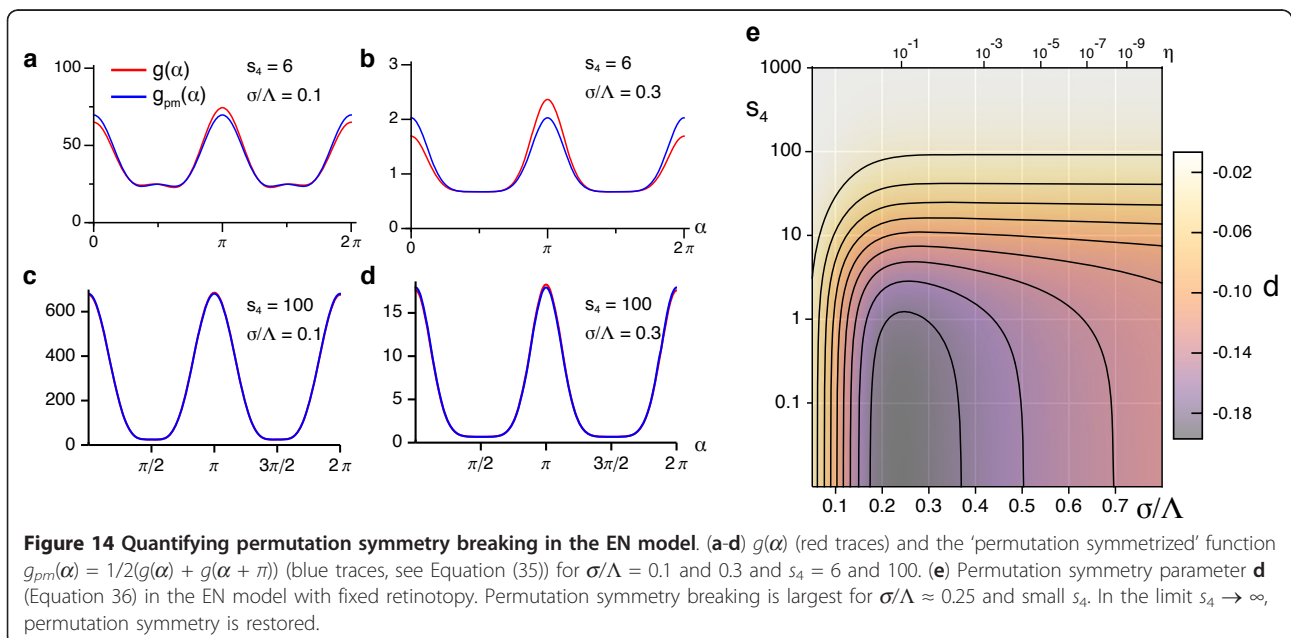 a
100
50
0
0
π
2π
g(α)
g_pm(α)
s₄ = 6
σ/Λ = 0.1
b
3
2
1
0
0
π
2π
α
s₄ = 6
σ/Λ = 0.3
c
600
400
200
0
π/2
π
3π/2
2π
s₄ = 100
σ/Λ = 0.1
d
15
10
5
0
π/2
π
3π/2
2π
α
s₄ = 100
σ/Λ = 0.3
e
10⁻¹
10⁻³
10⁻⁵
10⁻⁷
10⁻⁹
η
1000
s₄
100
10
1
0.1
0.1
0.2
0.3
0.4
0.5
0.6
0.7
σ/Λ
-0.02
-0.06
-0.10
-0.14
-0.18
d
Figure 14 Quantifying permutation symmetry breaking in the EN model. (a-d) g(α) (red traces) and the ‘permutation symmetrized’ function
g_pm(α) = 1/2(g(α) + g(α + π)) (blue traces, see Equation (35)) for σ/Λ = 0.1 and 0.3 and s₄ = 6 and 100. (e) Permutation symmetry parameter d
(Equation 36) in the EN model with fixed retinotopy. Permutation symmetry breaking is largest for σ/Λ ≈ 0.25 and small s₄. In the limit s₄ → ∞,
permutation symmetry is restored.